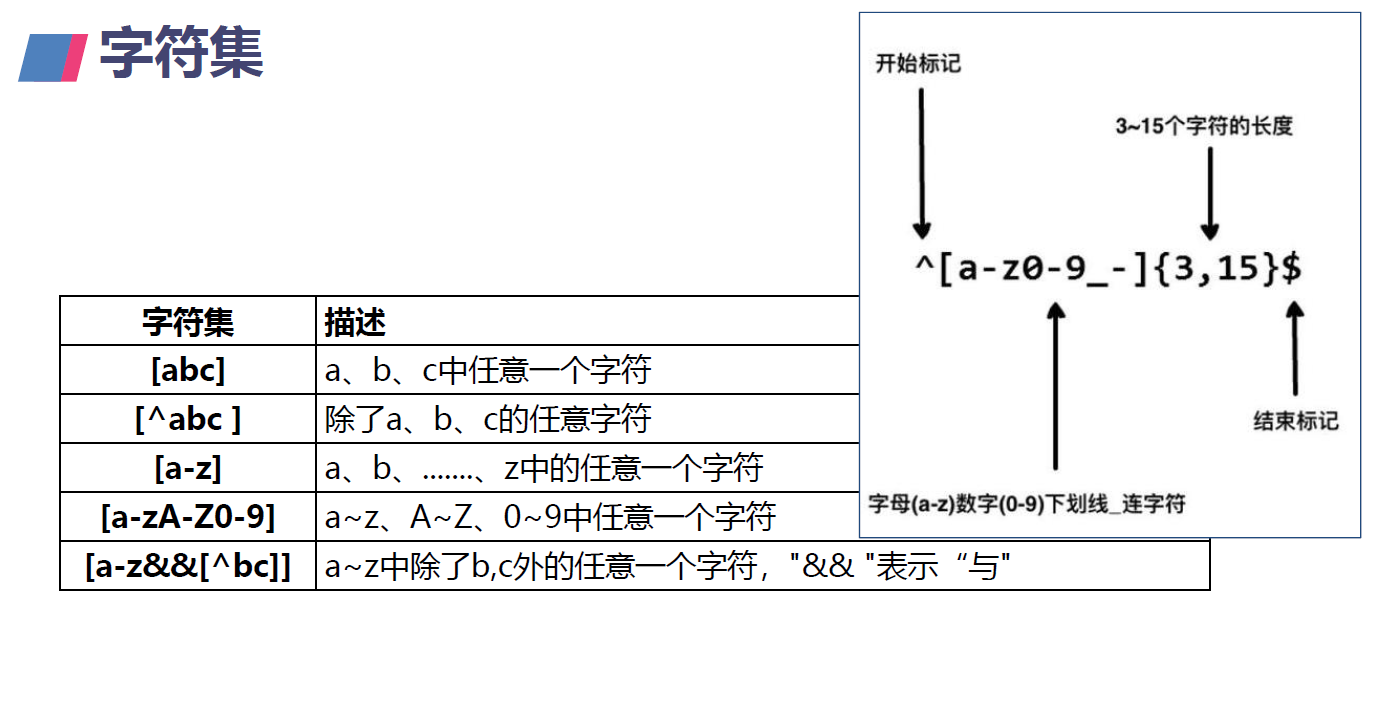 字符集
开始标记
3~15个字符的长度
^[a-z0-9_-]{3,15}$
结束标记
字母(a-z)数字(0-9)下划线_连字符
字符集 描述
[abc] a、b、c中任意一个字符
[^abc ] 除了a、b、c的任意字符
[a-z] a、b、.......、z中的任意一个字符
[a-zA-Z0-9] a~z、A~Z、0~9中任意一个字符
[a-z&&[^bc]] a~z中除了b,c外的任意一个字符，"&& "表示“与"